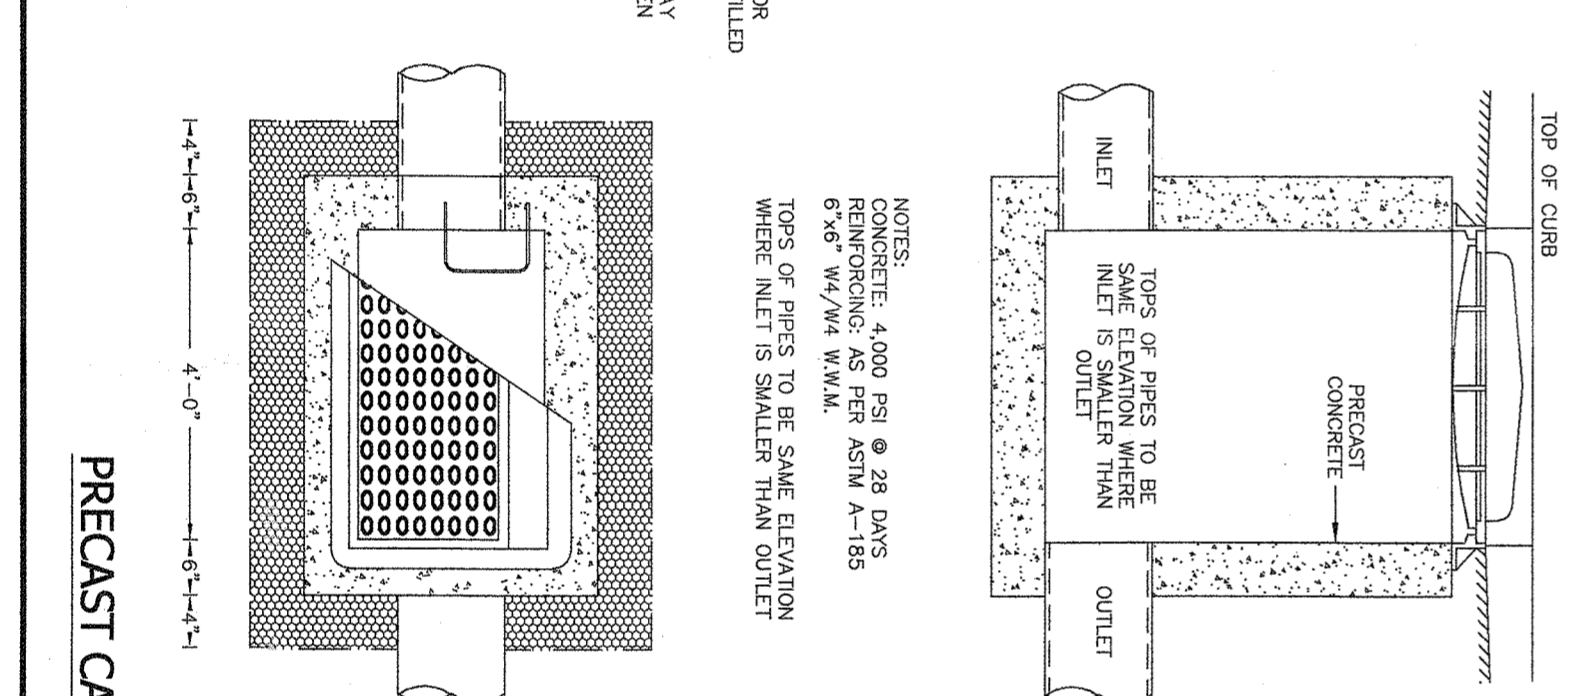 TOP OF CURB
INLET
TOPS OF PIPES TO BE
SAME ELEVATION WHERE
INLET IS SMALLER THAN
OUTLET
PRECAST
CONCRETE
OUTLET
NOTES:
CONCRETE: 4,000 PSI @ 28 DAYS
REINFORCING: AS PER ASTM A-185
6"x6" W4/W4 W.W.M.
TOPS OF PIPES TO BE SAME ELEVATION
WHERE INLET IS SMALLER THAN OUTLET
OR
ILLED
AY
EN
4" 6" 4'-0" 6" 4"
PRECAST CA